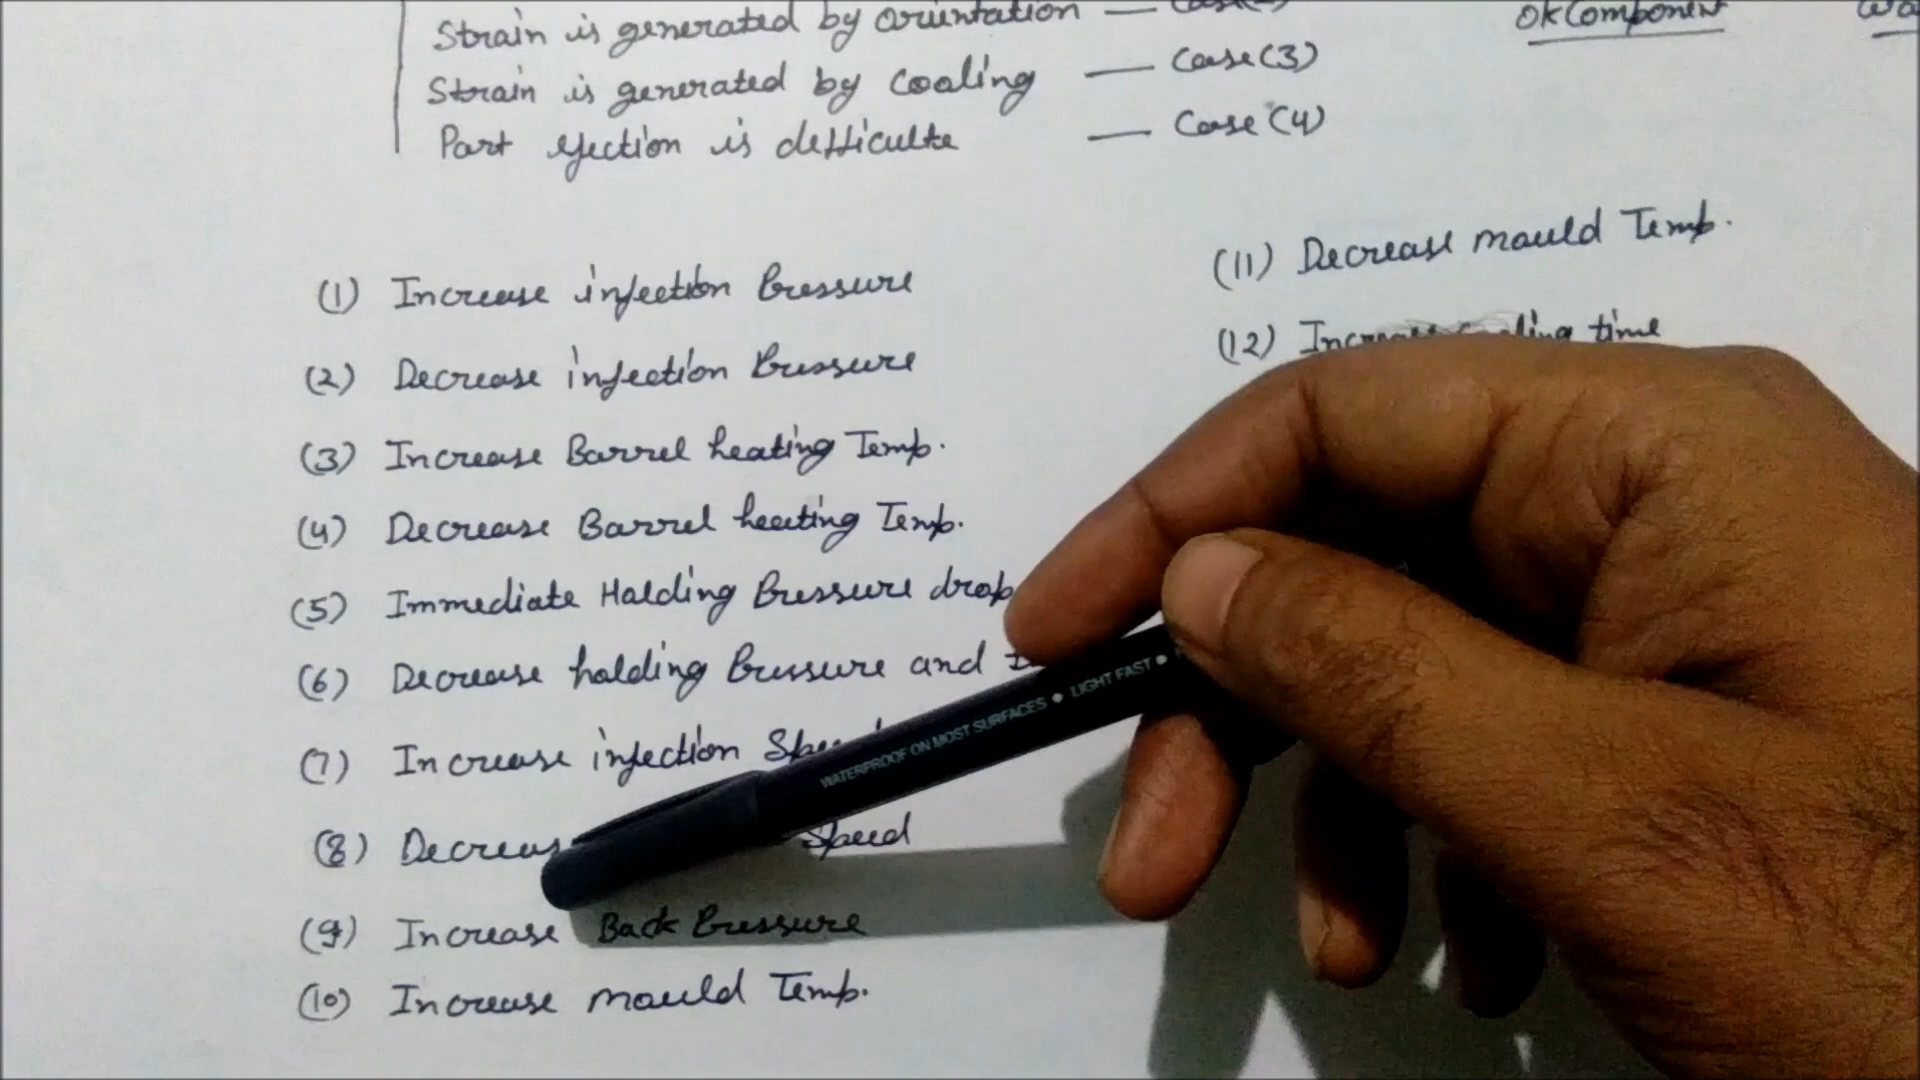 Strain is generated by orientation —
OK Component
Strain is generated by Cooling — Case (3)
Part ejection is defficulte — Case (4)
(1) Increase injection Pressure
(2) Decrease injection Pressure
(3) Increase Barrel heating Temp.
(4) Decrease Barrel heating Temp.
(5) Immediate Holding Pressure drop
(6) Decrease holding Pressure and
(7) Increase injection
(8) Speed
(9) Increase Back Pressure
(10) Increase mould Temp.
(11) Decrease mould Temp.
(12) time
WATERPROOF ON MOST SURFACES • LIGHT FAST •